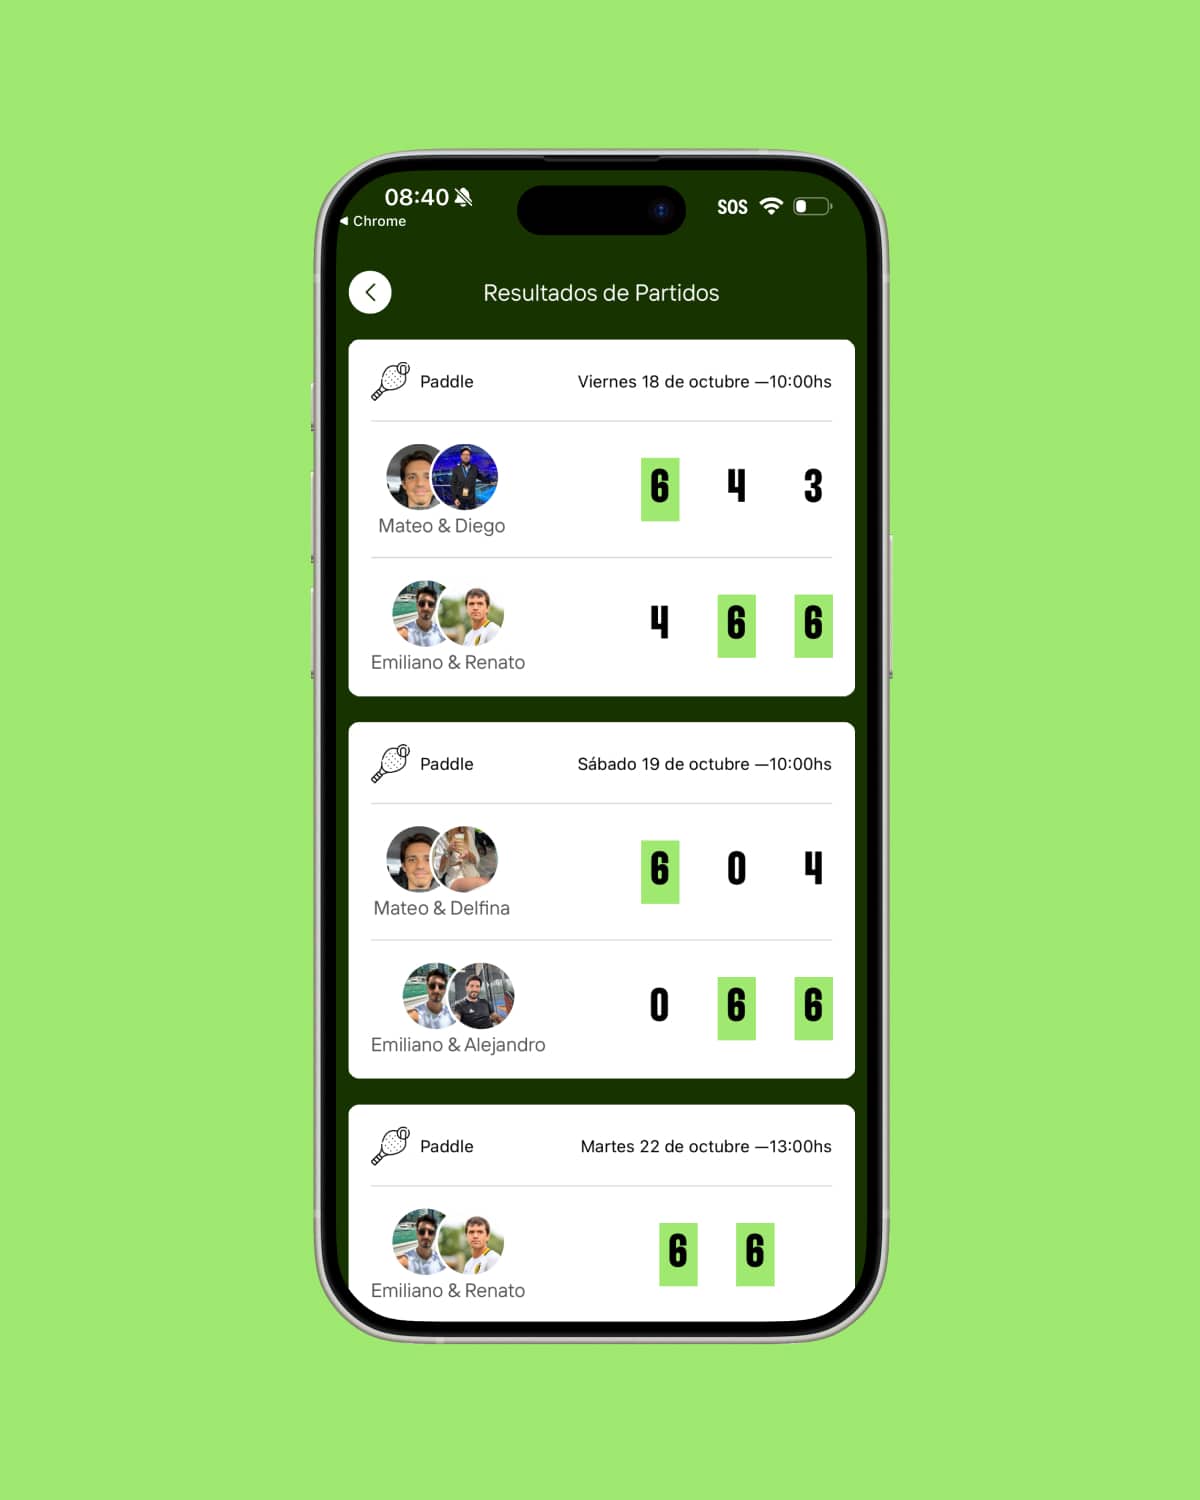 08:40
SOS
◀ Chrome
Resultados de Partidos
Paddle
Viernes 18 de octubre —10:00hs
6 4 3
Mateo & Diego
4 6 6
Emiliano & Renato
Paddle
Sábado 19 de octubre —10:00hs
6 0 4
Mateo & Delfina
0 6 6
Emiliano & Alejandro
Paddle
Martes 22 de octubre —13:00hs
6 6
Emiliano & Renato